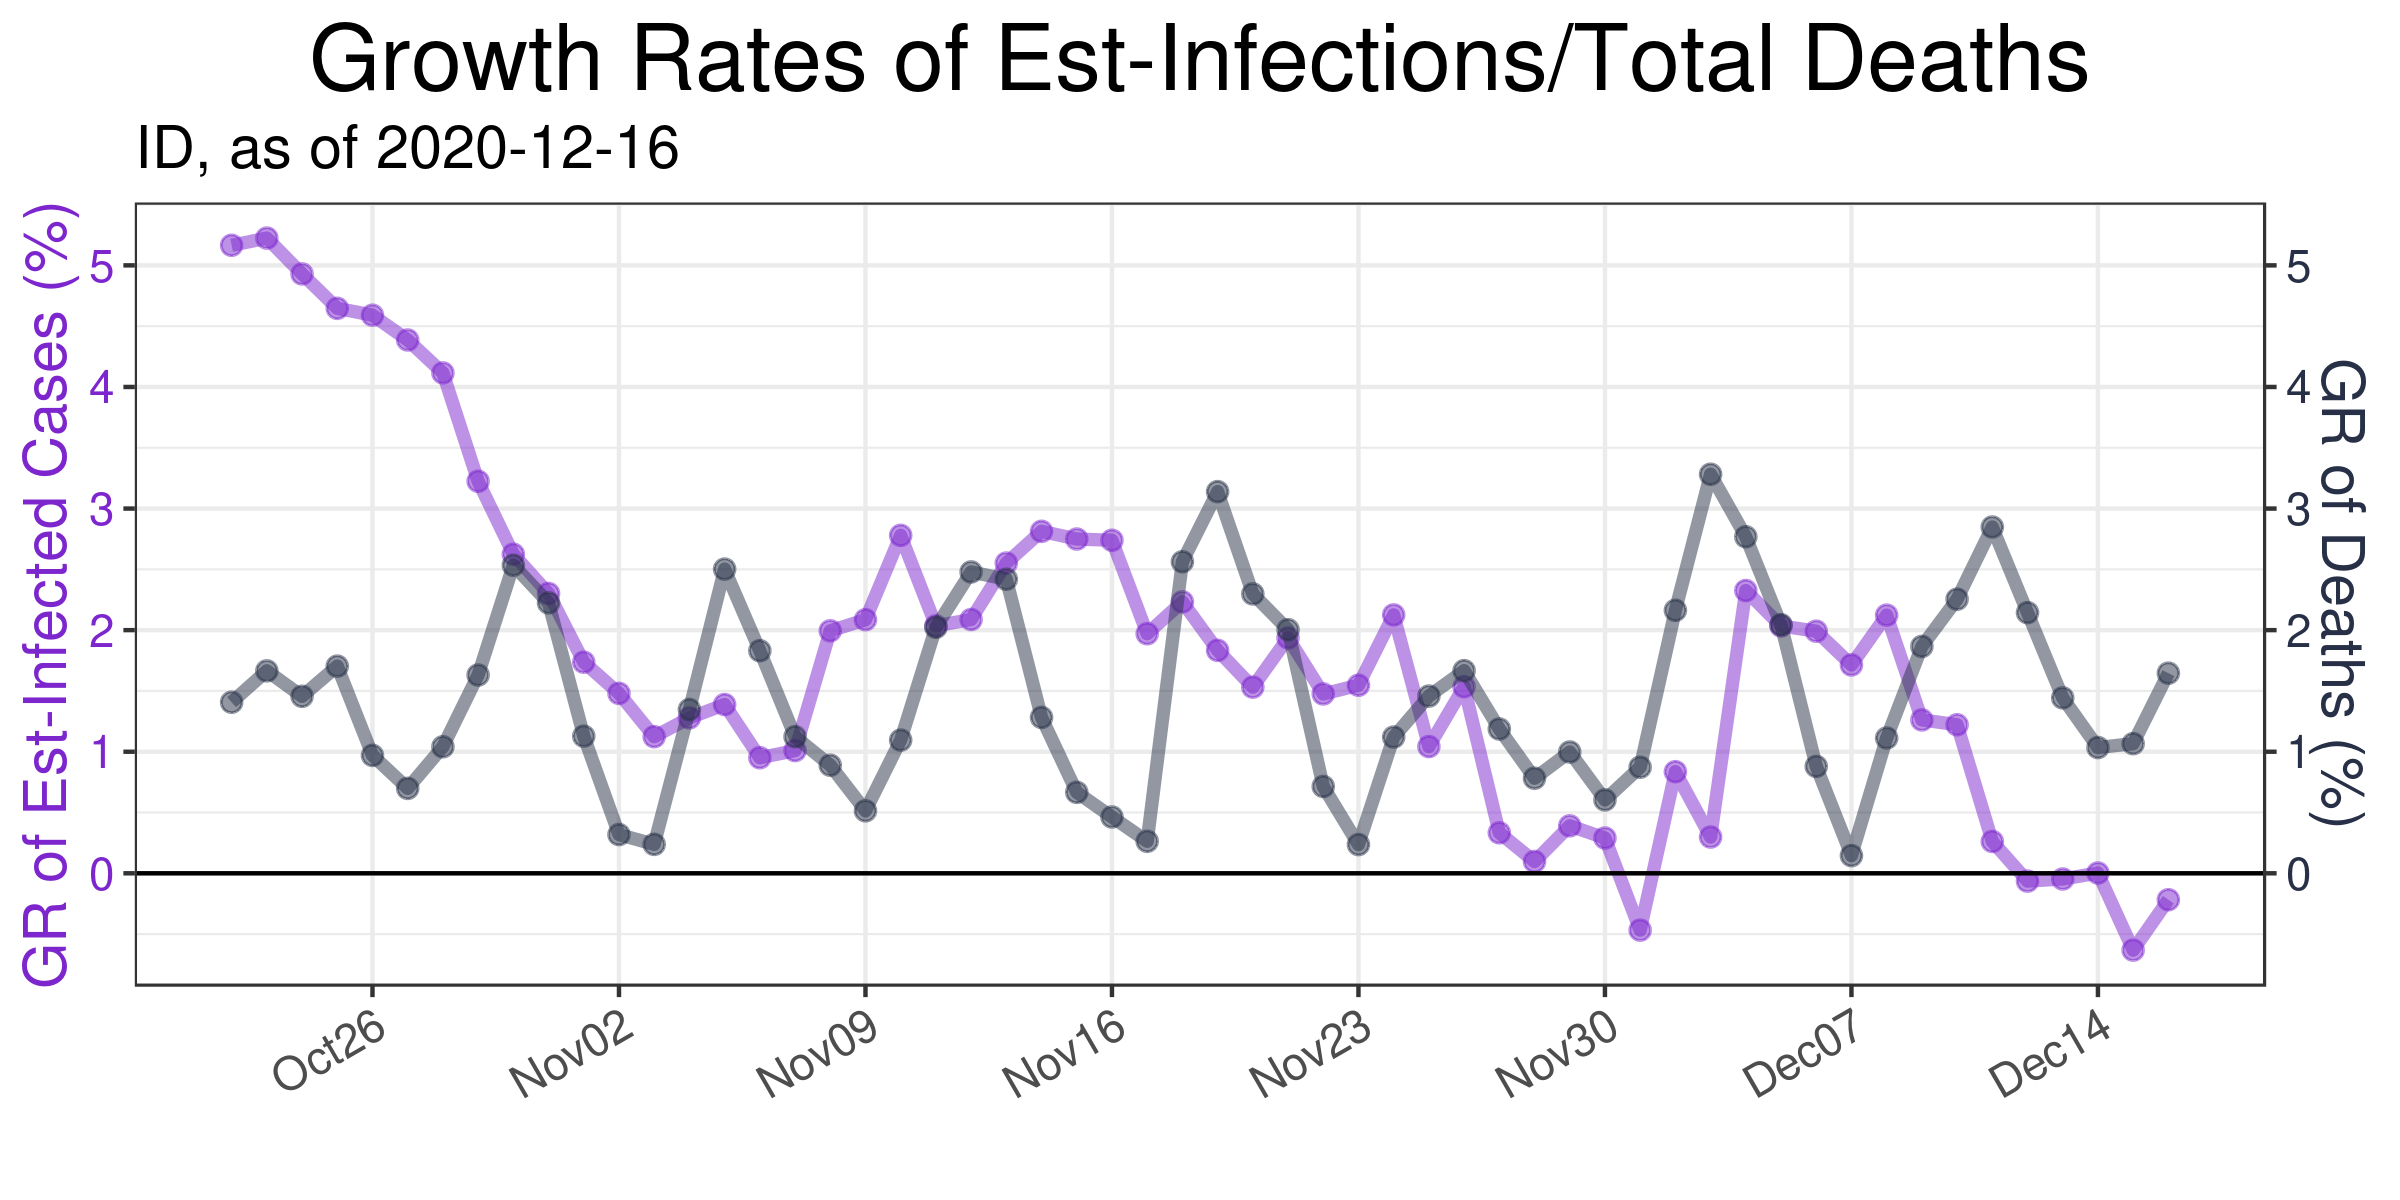 Growth Rates of Est-Infections/Total Deaths
ID, as of 2020-12-16
GR of Est-Infected Cases (%)
5
4
3
2
1
0
5
4
3
2
1
0
GR of Deaths (%)
Oct26
Nov02
Nov09
Nov16
Nov23
Nov30
Dec07
Dec14